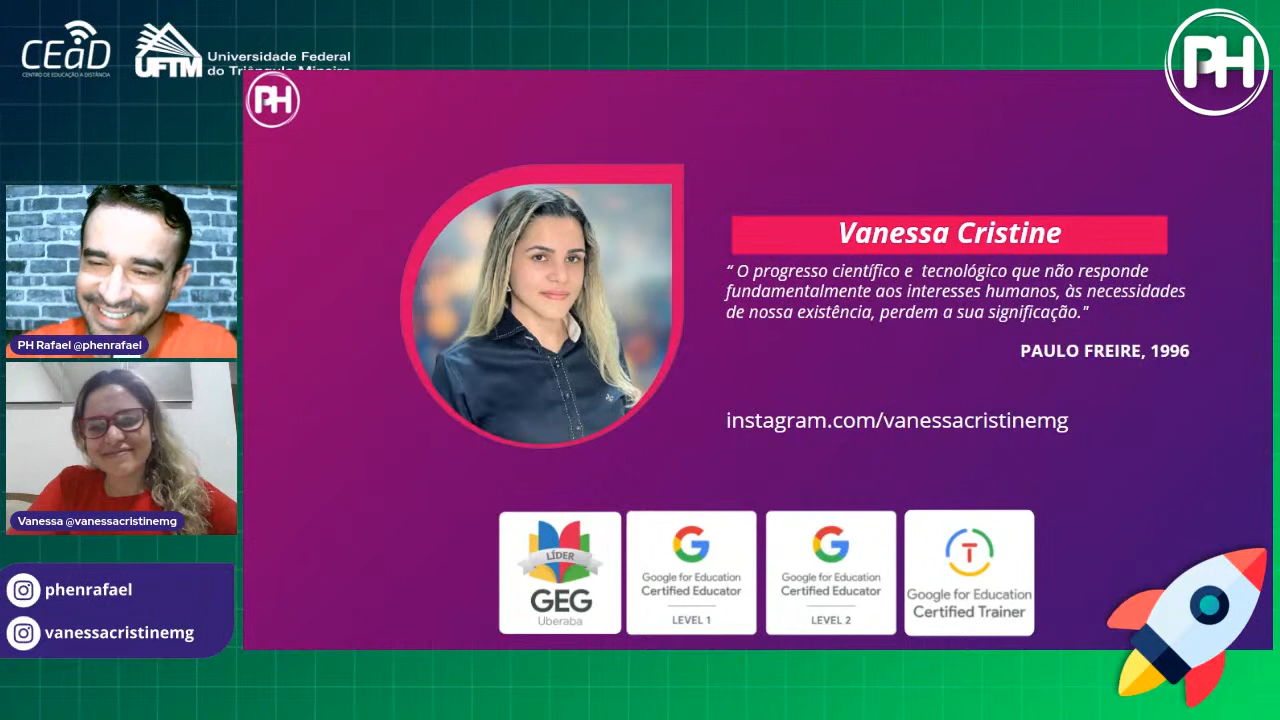 CEaD
CENTRO DE EDUCAÇÃO A DISTÂNCIA
UFTM
Universidade Federal
do Triângulo Mineiro
PH
PH
PH Rafael @phenrafael
Vanessa @vanessacristinemg
phenrafael
vanessacristinemg
Vanessa Cristine
“ O progresso científico e tecnológico que não responde
fundamentalmente aos interesses humanos, às necessidades
de nossa existência, perdem a sua significação."
PAULO FREIRE, 1996
instagram.com/vanessacristinemg
LÍDER
GEG
Uberaba
Google for Education
Certified Educator
LEVEL 1
Google for Education
Certified Educator
LEVEL 2
T
Google for Education
Certified Trainer